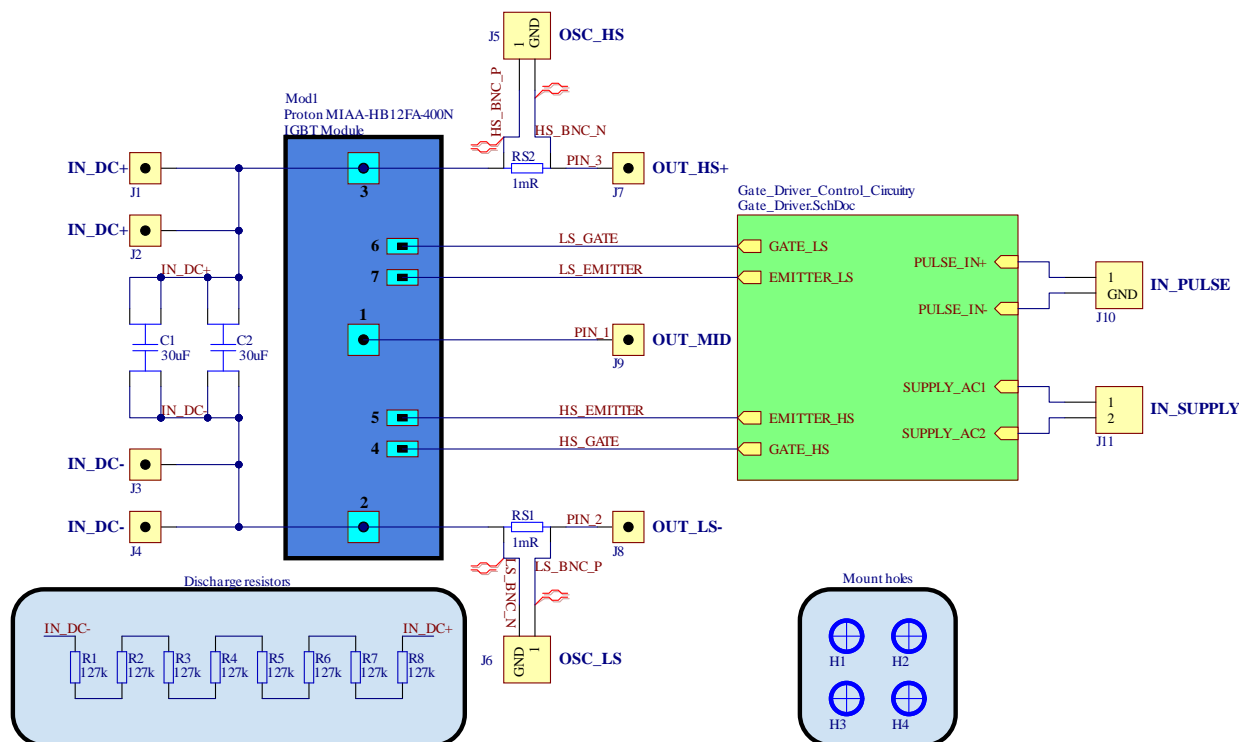 J5
1
GND
OSC_HS
HS_BNC_P
HS_BNC_N
Mod1
Proton MIAA-HB12FA-400N
IGBT Module
IN_DC+
J1
3
RS2
1mR
PIN_3
J7
OUT_HS+
IN_DC+
J2
Gate_Driver_Control_Circuitry
Gate_Driver.SchDoc
6
LS_GATE
GATE_LS
7
LS_EMITTER
EMITTER_LS
PULSE_IN+
1
GND
J10
IN_PULSE
PULSE_IN-
IN_DC+
C1
30uF
C2
30uF
1
PIN_1
J9
OUT_MID
IN_DC-
5
HS_EMITTER
EMITTER_HS
4
HS_GATE
GATE_HS
SUPPLY_AC1
1
2
J11
IN_SUPPLY
SUPPLY_AC2
IN_DC-
J3
IN_DC-
J4
2
RS1
1mR
PIN_2
J8
OUT_LS-
LS_BNC_N
LS_BNC_P
J6
GND
1
OSC_LS
Discharge resistors
IN_DC-
IN_DC+
R1
127k
R2
127k
R3
127k
R4
127k
R5
127k
R6
127k
R7
127k
R8
127k
Mount holes
H1
H2
H3
H4